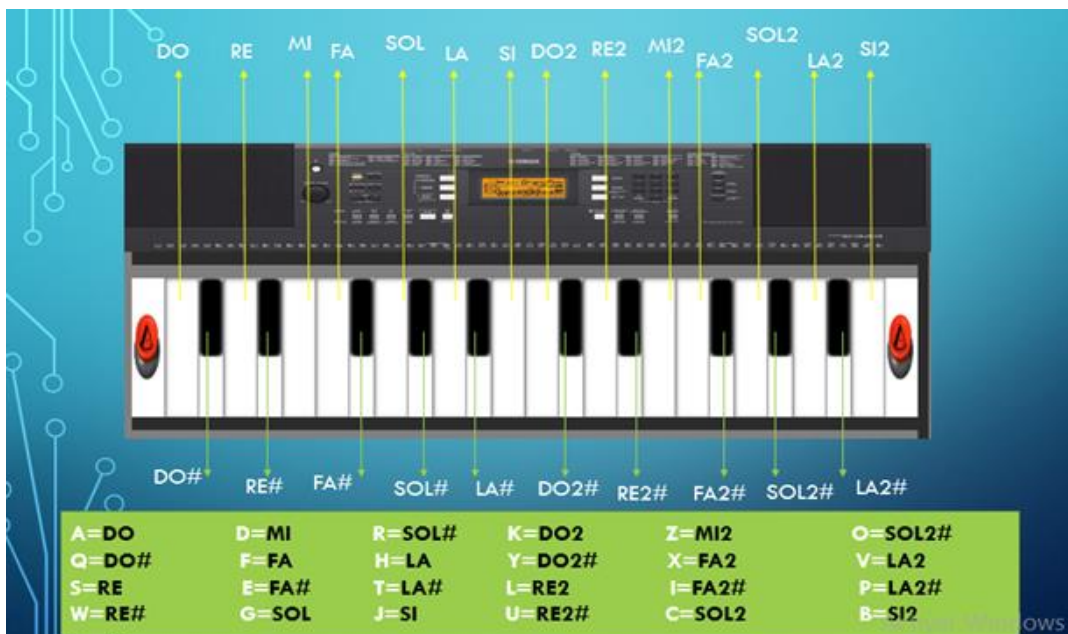 DO RE MI FA SOL LA SI DO2 RE2 MI2 FA2 SOL2 LA2 SI2
DO# RE# FA# SOL# LA# DO2# RE2# FA2# SOL2# LA2#
A=DO D=MI R=SOL# K=DO2 Z=MI2 O=SOL2#
Q=DO# F=FA H=LA Y=DO2# X=FA2 V=LA2
S=RE E=FA# T=LA# L=RE2 I=FA2# P=LA2#
W=RE# G=SOL J=SI U=RE2# C=SOL2 B=SI2